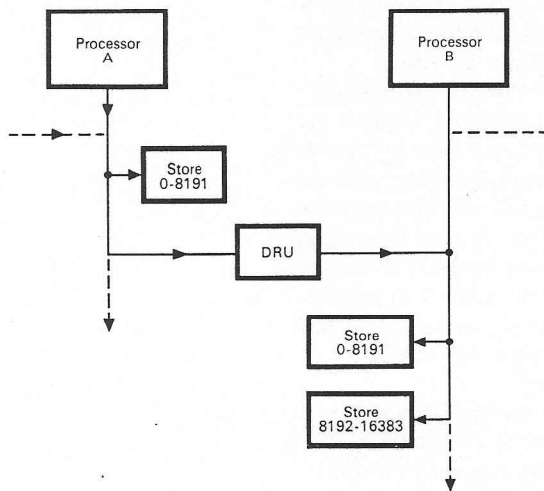 Processor
A
Processor
B
Store
0-8191
DRU
Store
0-8191
Store
8192-16383